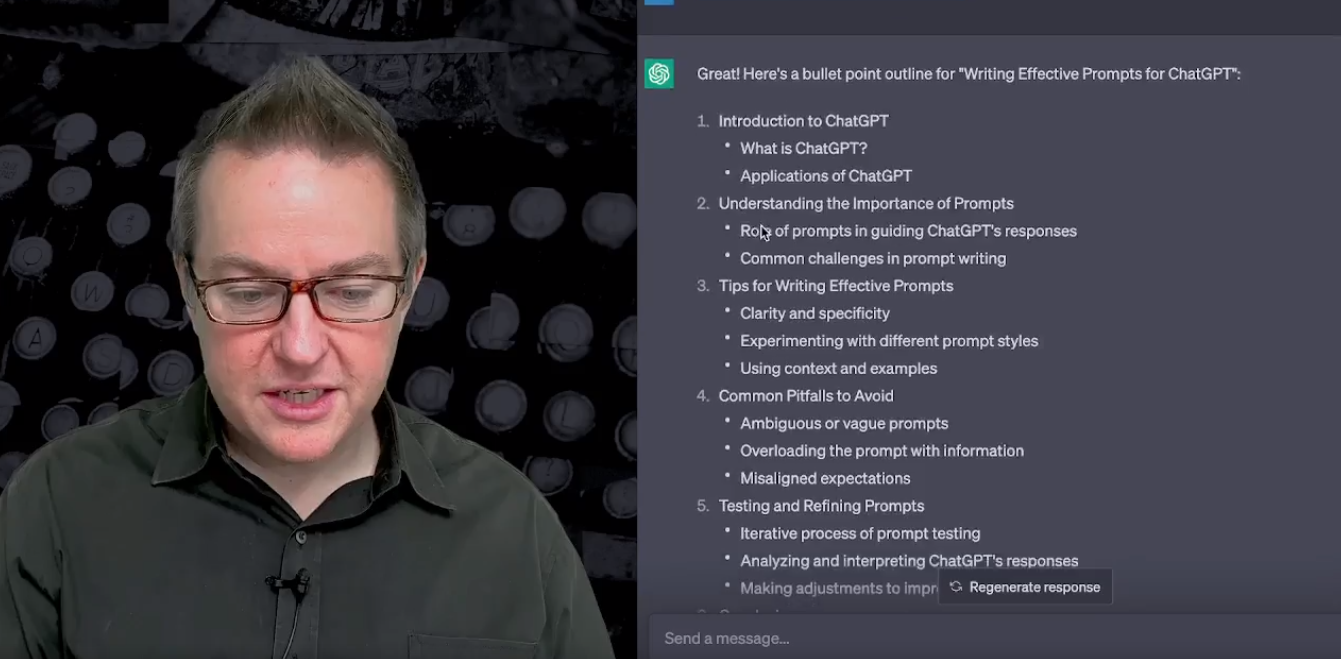 Great! Here's a bullet point outline for "Writing Effective Prompts for ChatGPT":
1. Introduction to ChatGPT
• What is ChatGPT?
• Applications of ChatGPT
2. Understanding the Importance of Prompts
• Role of prompts in guiding ChatGPT's responses
• Common challenges in prompt writing
3. Tips for Writing Effective Prompts
• Clarity and specificity
• Experimenting with different prompt styles
• Using context and examples
4. Common Pitfalls to Avoid
• Ambiguous or vague prompts
• Overloading the prompt with information
• Misaligned expectations
5. Testing and Refining Prompts
• Iterative process of prompt testing
• Analyzing and interpreting ChatGPT's responses
• Making adjustments to
Regenerate response
Send a message...
W
A